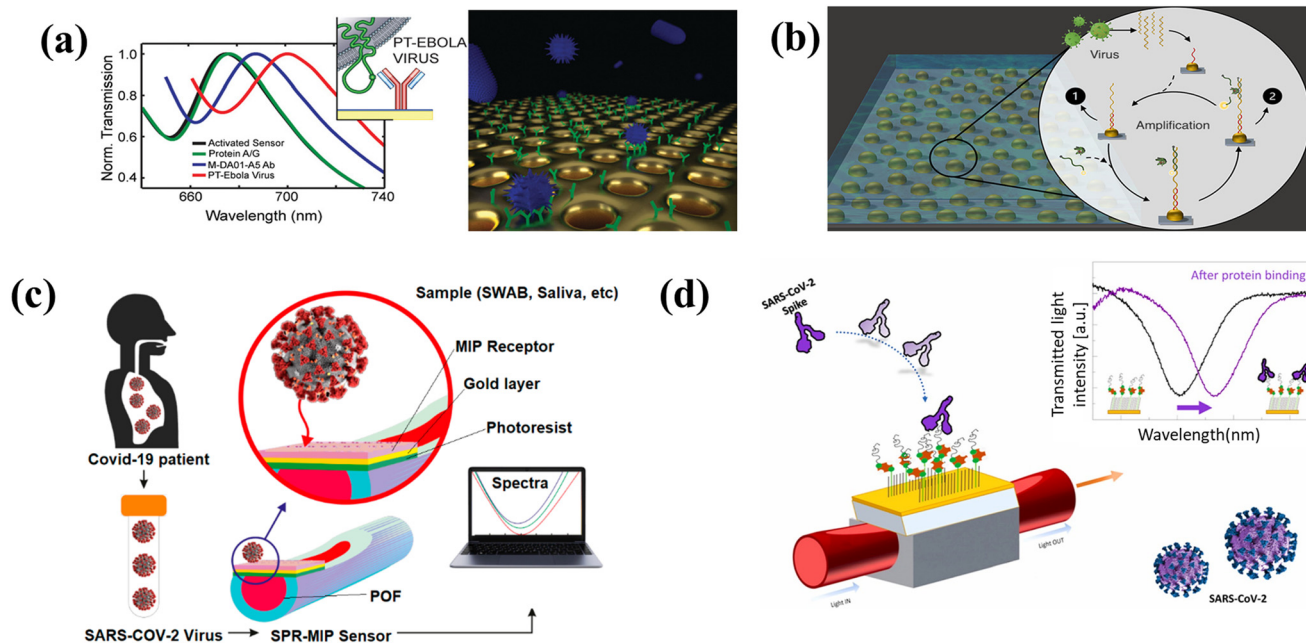 (a)
PT-EBOLA
VIRUS
Norm. Transmission
1.0
0.8
0.6
0.4
Activated Sensor
Protein A/G
M-DA01-A5 Ab
PT-Ebola Virus
660
680
700
720
740
Wavelength (nm)
(b)
Virus
1
2
Amplification
(c)
Sample (SWAB, Saliva, etc)
MIP Receptor
Gold layer
Photoresist
Covid-19 patient
Spectra
POF
SARS-COV-2 Virus
SPR-MIP Sensor
(d)
SARS-CoV-2
Spike
After protein binding
Transmitted light
intensity [a.u.]
Wavelength(nm)
Light IN
Light OUT
SARS-CoV-2